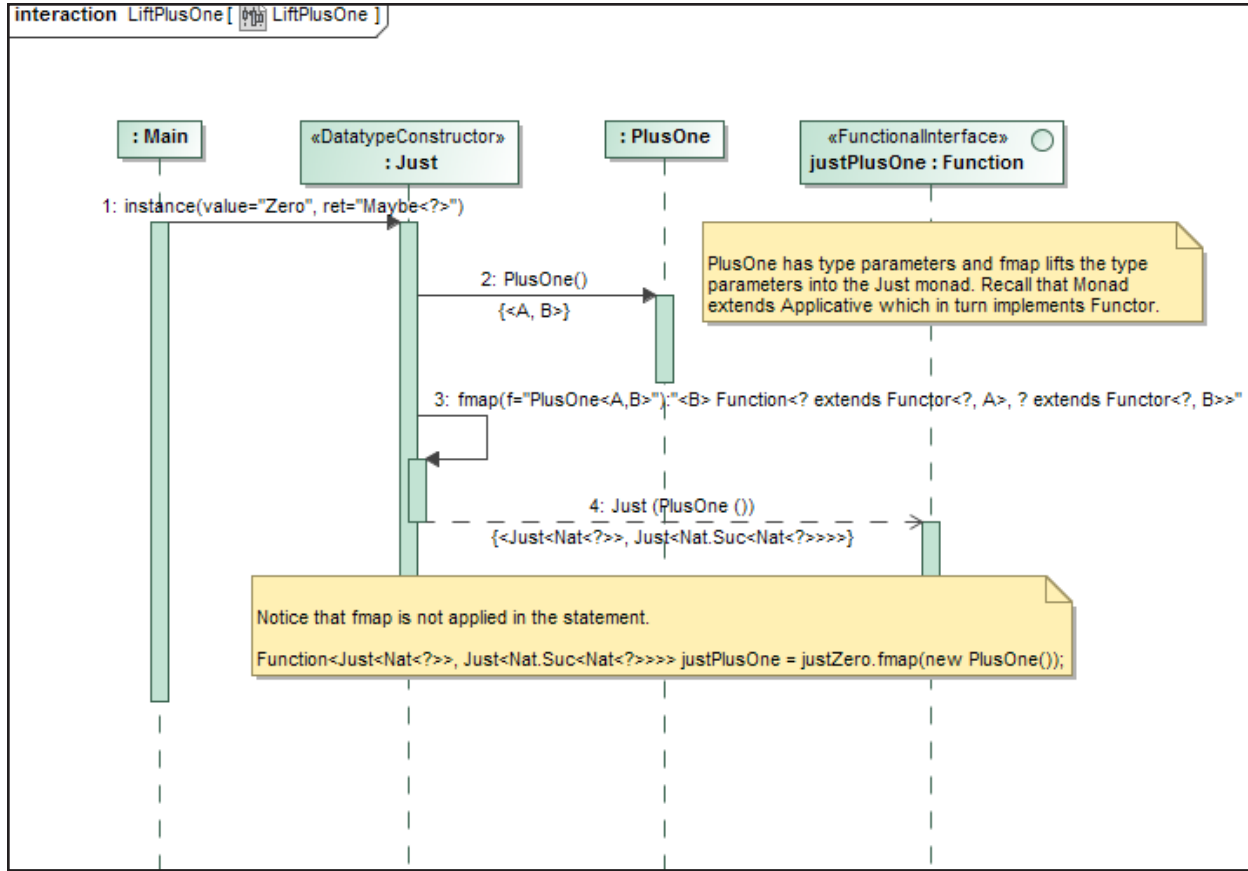 interaction LiftPlusOne [ LiftPlusOne ]
: Main
«DatatypeConstructor»
: Just
: PlusOne
«FunctionalInterface»
justPlusOne : Function
1: instance(value="Zero", ret="Maybe<?>")
PlusOne has type parameters and fmap lifts the type
parameters into the Just monad. Recall that Monad
extends Applicative which in turn implements Functor.
2: PlusOne()
{<A, B>}
3: fmap(f="PlusOne<A,B>"):"<B> Function<? extends Functor<?, A>, ? extends Functor<?, B>>"
4: Just (PlusOne ())
{<Just<Nat<?>>, Just<Nat.Suc<Nat<?>>>>}
Notice that fmap is not applied in the statement.
Function<Just<Nat<?>>, Just<Nat.Suc<Nat<?>>>> justPlusOne = justZero.fmap(new PlusOne());